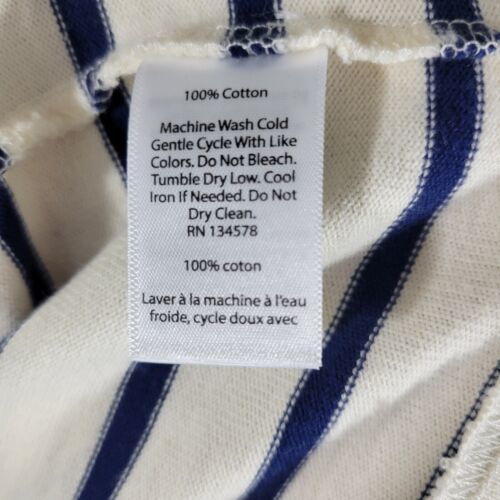 100% Cotton
Machine Wash Cold
Gentle Cycle With Like
Colors. Do Not Bleach.
Tumble Dry Low. Cool
Iron If Needed. Do Not
Dry Clean.
RN 134578
100% coton
Laver à la machine à l'eau
froide, cycle doux avec